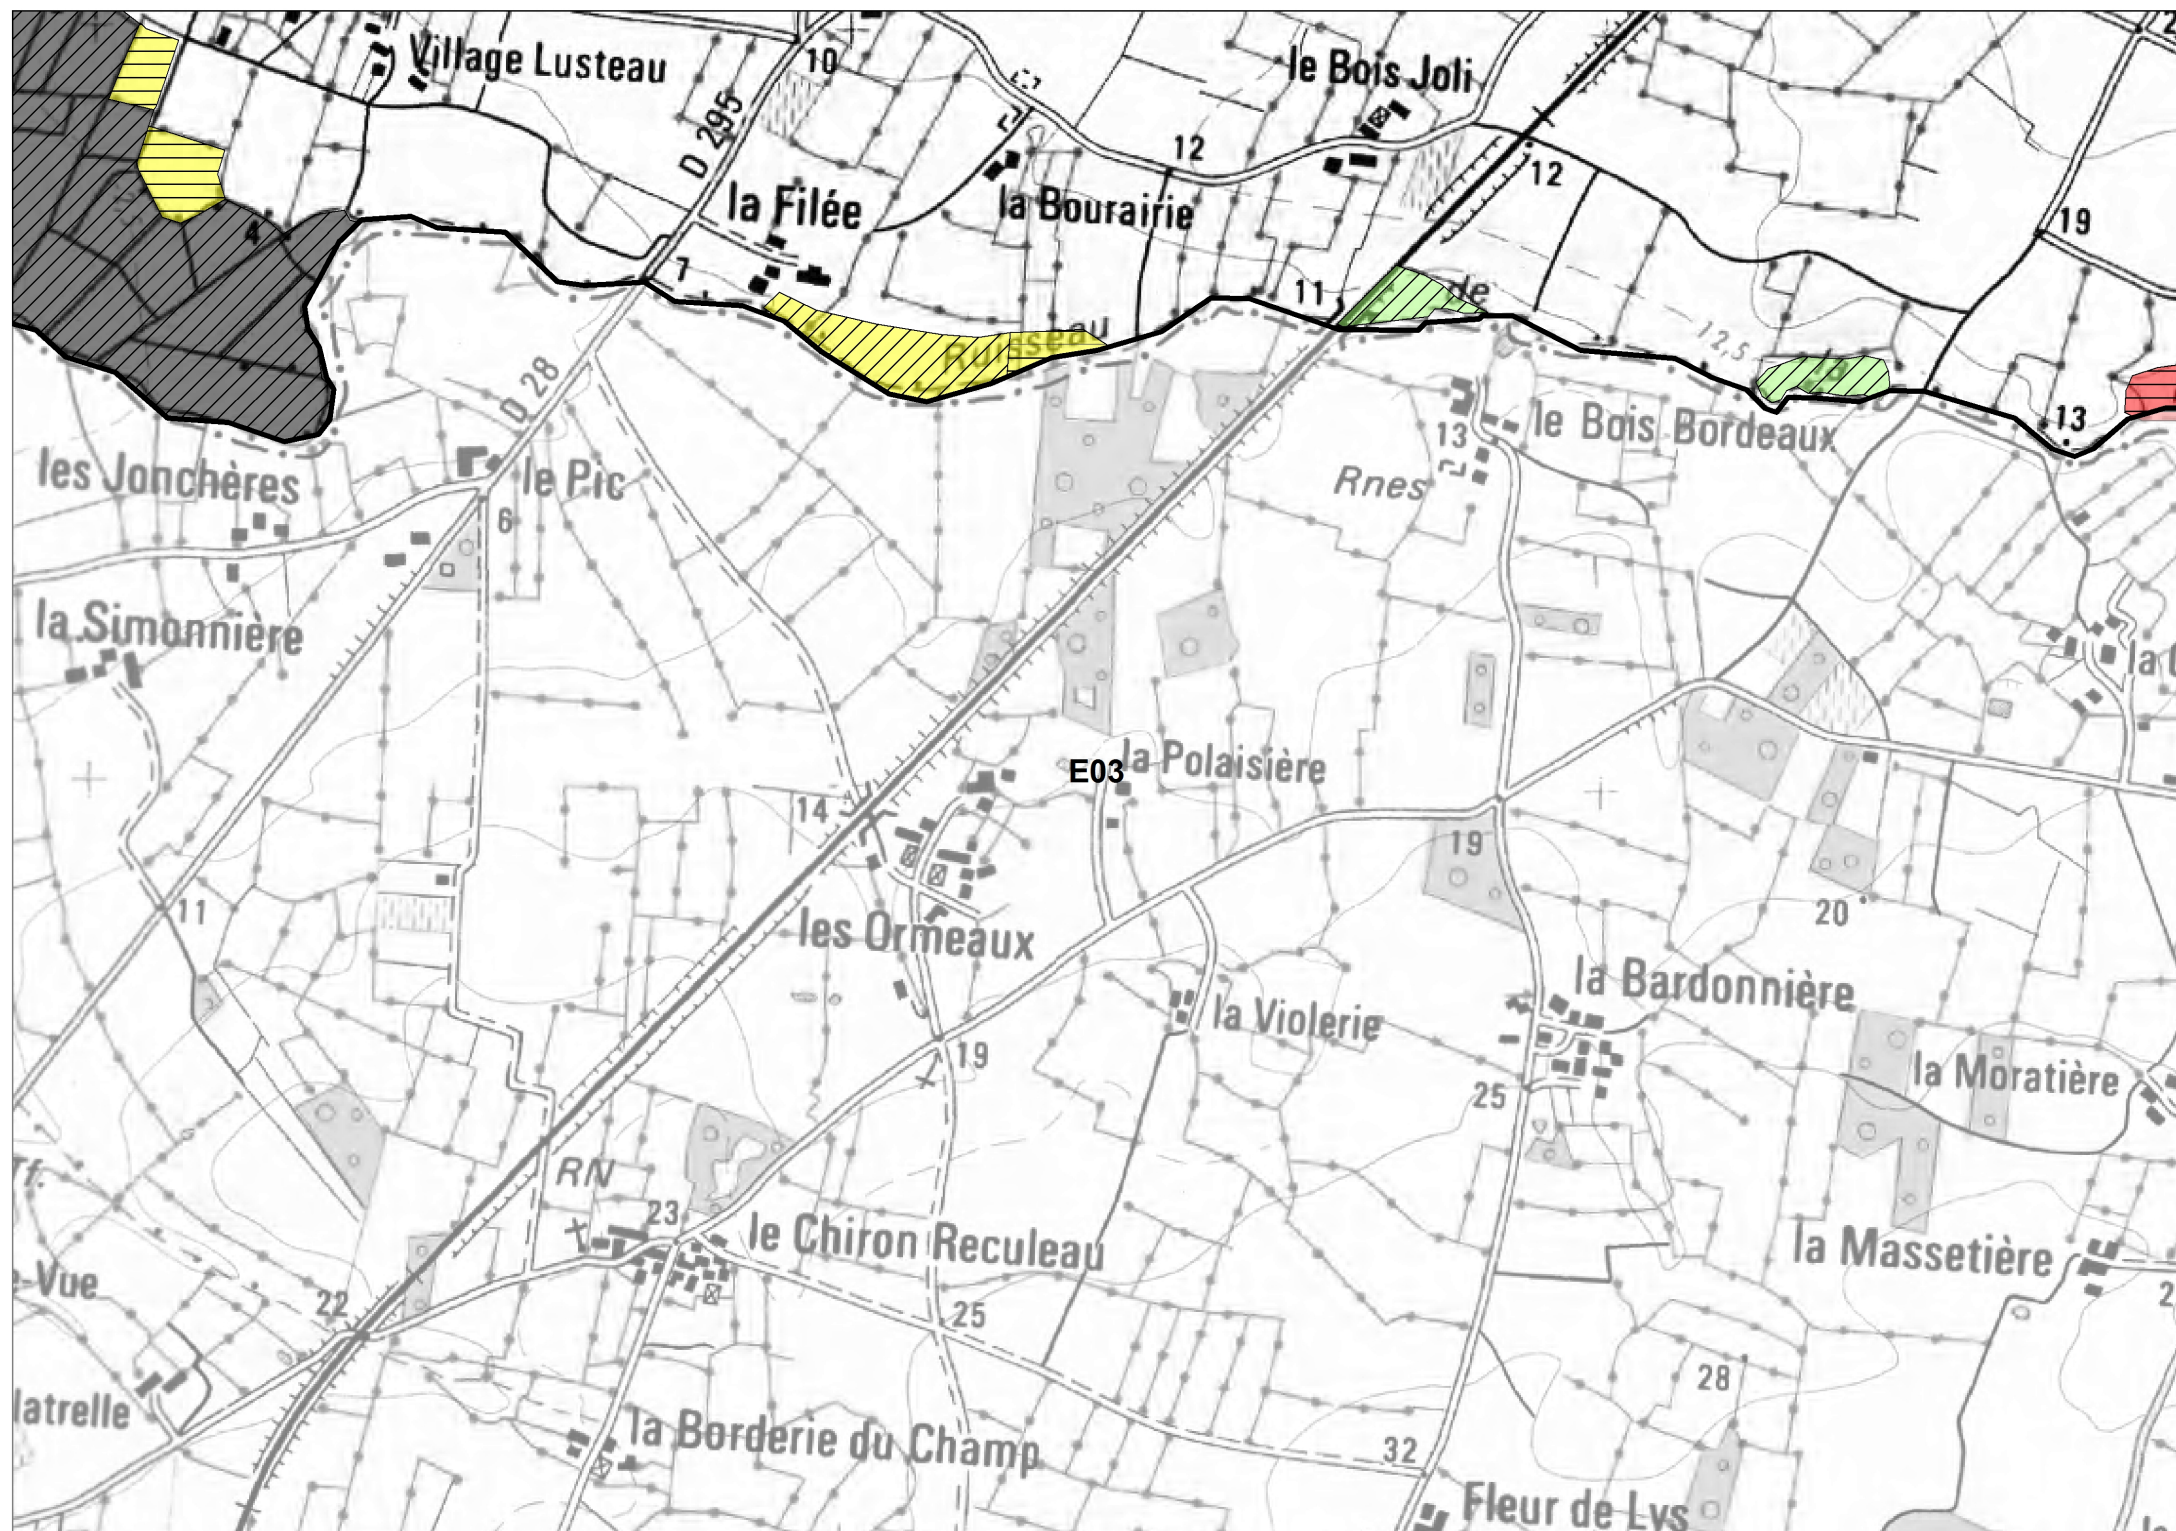 Village Lusteau
10
le Bois Joli
D 295
12
12
la Filée
la Bourairie
19
4
7
11
de
Ruisseau
12,5
la
13
D 28
le Bois Bordeaux
13
Rnes
les Jonchères
le Pic
6
la Simonnière
la Polaisière
E03
14
19
11
20
les Ormeaux
la Bardonnière
la Violerie
19
la Moratière
25
RN
23
le Chiron Reculeau
la Massetière
e-Vue
22
25
28
latrelle
la Borderie du Champ
32
Fleur de Lys